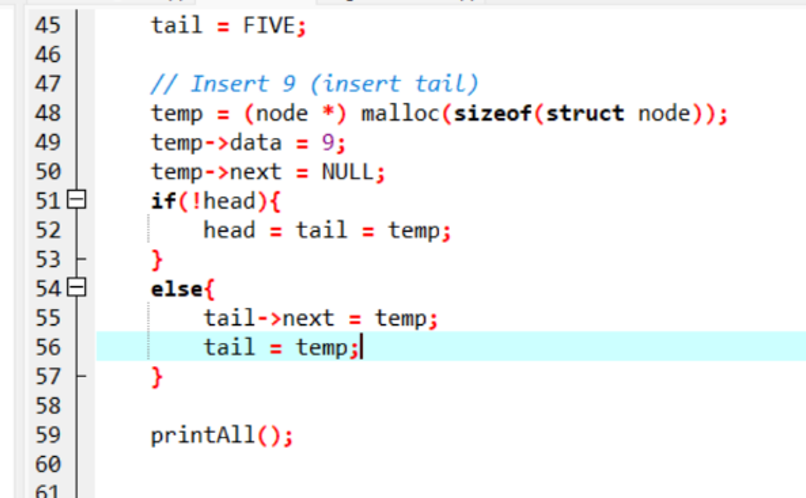 45 tail = FIVE;
46
47 // Insert 9 (insert tail)
48 temp = (node *) malloc(sizeof(struct node));
49 temp->data = 9;
50 temp->next = NULL;
51 if(!head){
52 head = tail = temp;
53 }
54 else{
55 tail->next = temp;
56 tail = temp;
57 }
58
59 printAll();
60
61